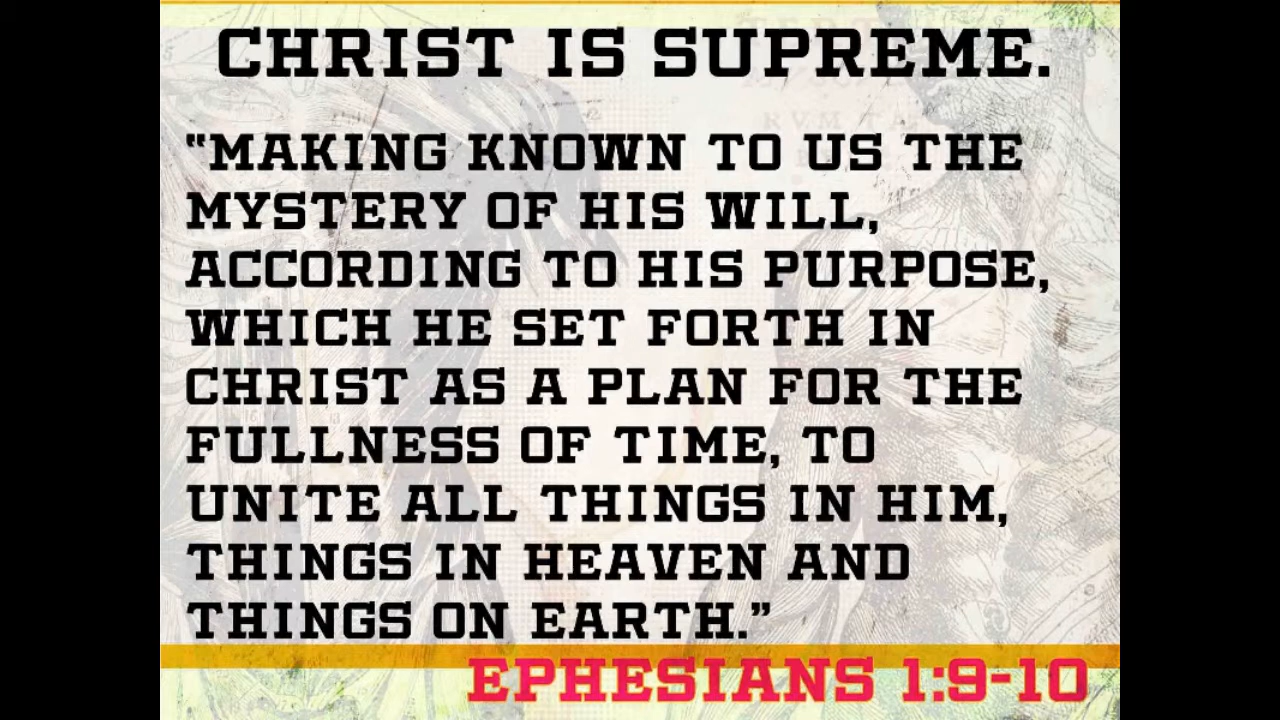 CHRIST IS SUPREME.
"MAKING KNOWN TO US THE
MYSTERY OF HIS WILL,
ACCORDING TO HIS PURPOSE,
WHICH HE SET FORTH IN
CHRIST AS A PLAN FOR THE
FULLNESS OF TIME, TO
UNITE ALL THINGS IN HIM,
THINGS IN HEAVEN AND
THINGS ON EARTH.”
EPHESIANS 1:9-10